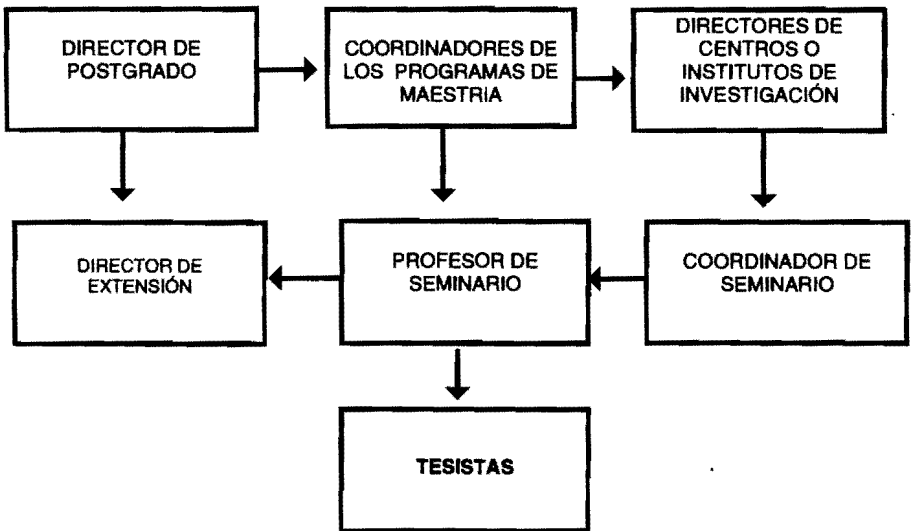 DIRECTOR DE
POSTGRADO
COORDINADORES DE
LOS PROGRAMAS DE
MAESTRIA
DIRECTORES DE
CENTROS O
INSTITUTOS DE
INVESTIGACIÓN
DIRECTOR DE
EXTENSIÓN
PROFESOR DE
SEMINARIO
COORDINADOR DE
SEMINARIO
TESISTAS